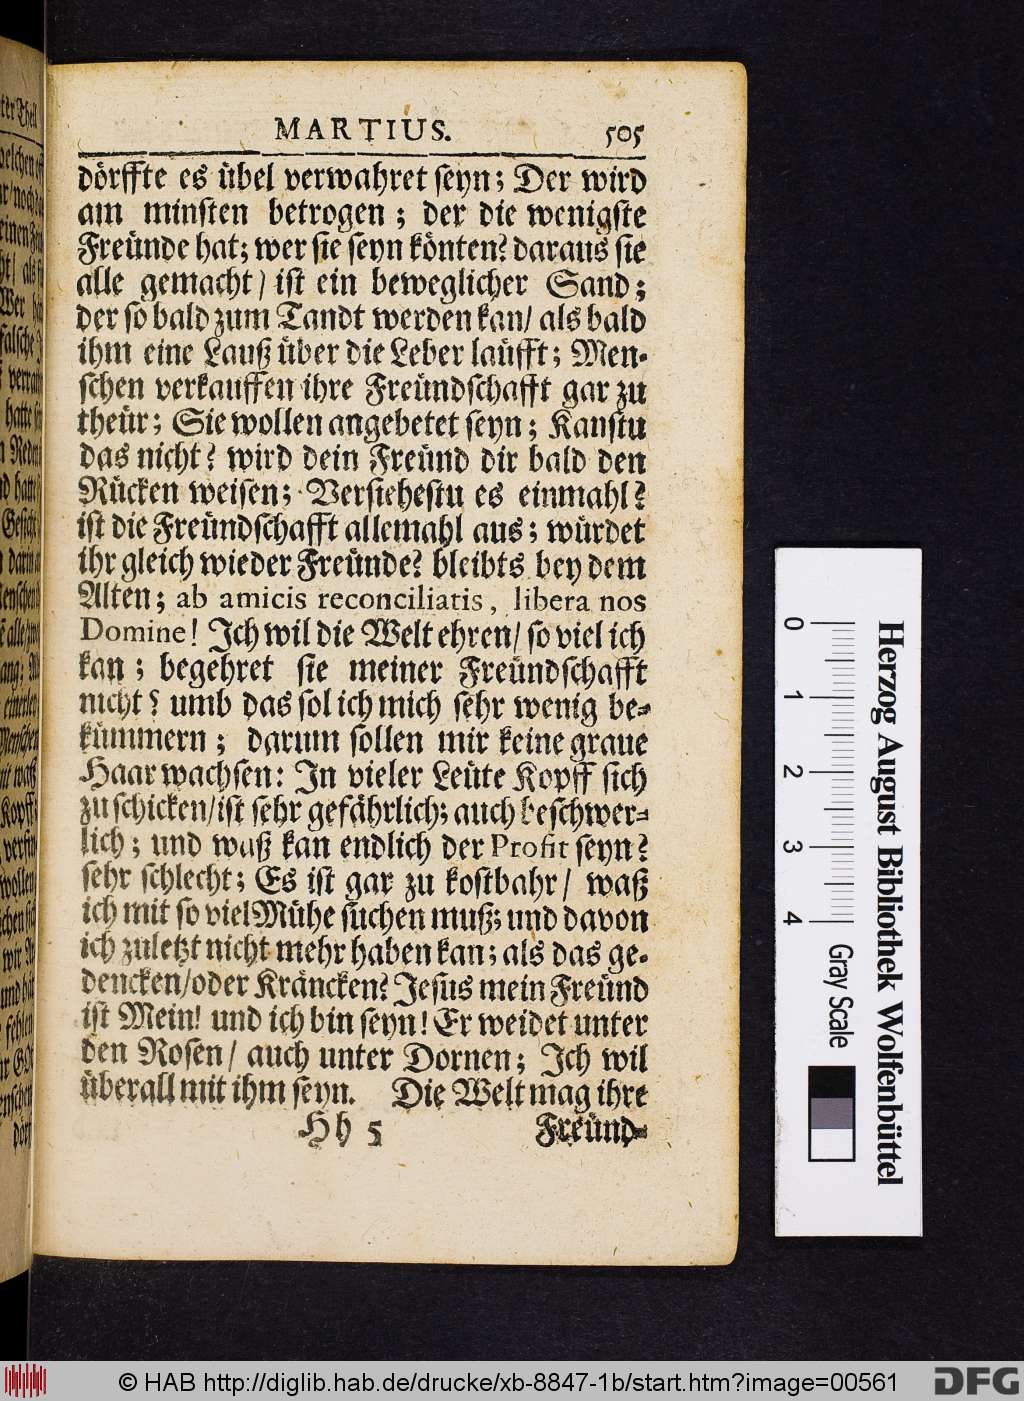 MARTIUS. 505
dörffte es übel verwahret seyn; Der wird
am minsten betrogen; der die wenigste
Freünde hat; wer sie seyn könten? daraus sie
alle gemacht/ ist ein beweglicher Sand;
der so bald zum Tandt werden kan/ als bald
ihm eine Lauß über die Leber laüfft; Men-
schen verkauffen ihre Freündschafft gar zu
theür; Sie wollen angebetet seyn; Kanstu
das nicht? wird dein Freünd dir bald den
Rücken weisen; Verstehestu es einmahl?
ist die Freündschafft allemahl aus; würdet
ihr gleich wieder Freünde? bleibts bey dem
Alten; ab amicis reconciliatis, libera nos
Domine! Ich wil die Welt ehren/ so viel ich
kan; begehret sie meiner Freündschafft
nicht? umb das sol ich mich sehr wenig be-
kümmern; darum sollen mir keine graue
Haar wachsen: In vieler Leüte Kopff sich
zu schicken/ ist sehr gefährlich; auch beschwer-
lich; und waß kan endlich der Profit seyn?
sehr schlecht; Es ist gar zu kostbahr/ waß
ich mit so viel Mühe suchen muß; und davon
ich zuletzt nicht mehr haben kan; als das ge-
dencken/ oder Kräncken? Jesus mein Freünd
ist Mein! und ich bin seyn! Er weidet unter
den Rosen/ auch unter Dornen; Ich wil
überall mit ihm seyn. Die Welt mag ihre
Hh 5 Freünd-
Herzog August Bibliothek Wolfenbüttel
0 1 2 3 4 Gray Scale
© HAB http://diglib.hab.de/drucke/xb-8847-1b/start.htm?image=00561
DFG